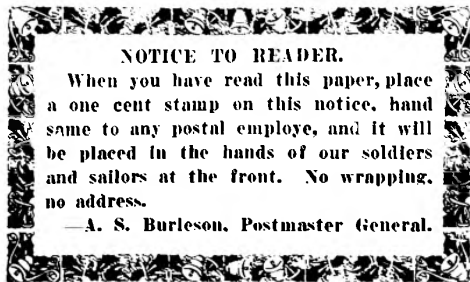 NOTICE TO READER.
When you have read this paper, place
a one cent stamp on this notice, hand
same to any postal employe, and it will
be placed in the hands of our soldiers
and sailors at the front. No wrapping,
no address.
—A. S. Burleson, Postmaster General.